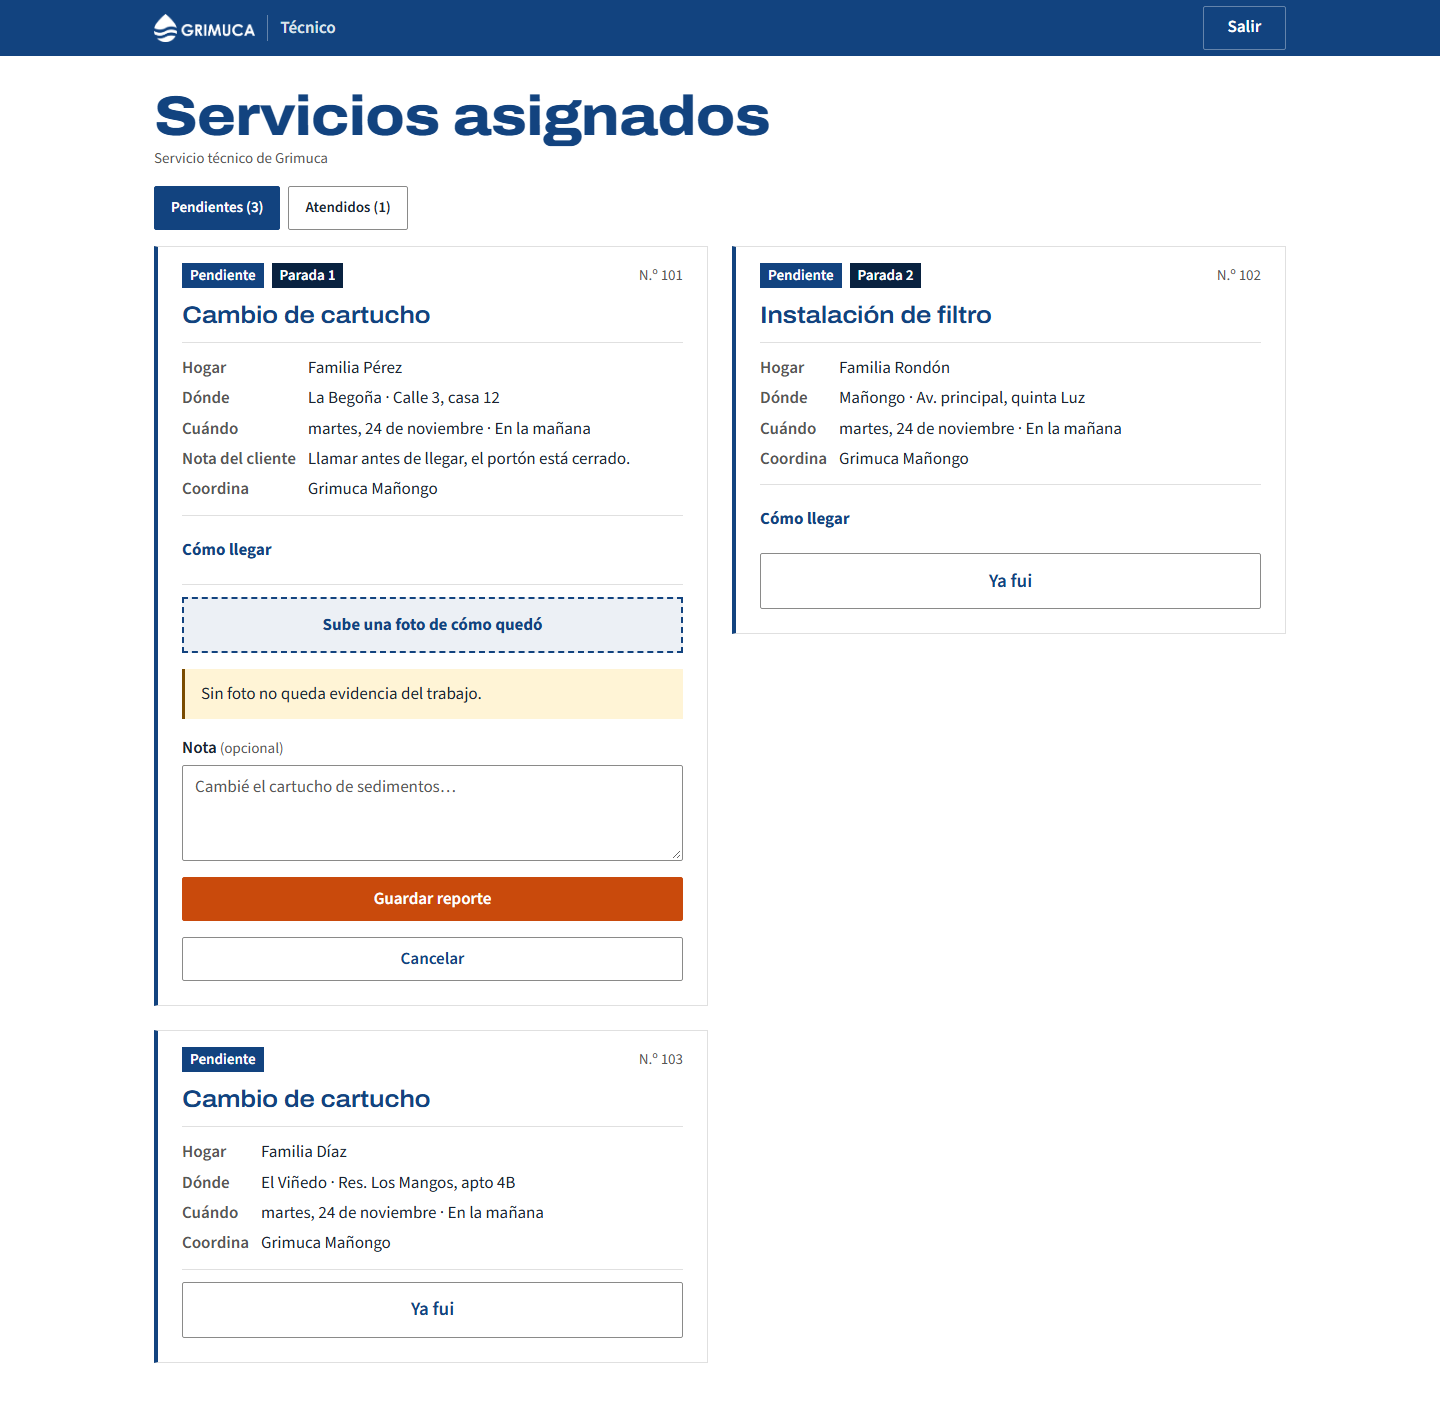 GRIMUCA
Técnico
Salir
Servicios asignados
Servicio técnico de Grimuca
Pendientes (3)
Atendidos (1)
Pendiente
Parada 1
N.º 101
Cambio de cartucho
Hogar Familia Pérez
Dónde La Begoña · Calle 3, casa 12
Cuándo martes, 24 de noviembre · En la mañana
Nota del cliente Llamar antes de llegar, el portón está cerrado.
Coordina Grimuca Mañongo
Cómo llegar
Sube una foto de cómo quedó
Sin foto no queda evidencia del trabajo.
Nota (opcional)
Cambié el cartucho de sedimentos…
Guardar reporte
Cancelar
Pendiente
Parada 2
N.º 102
Instalación de filtro
Hogar Familia Rondón
Dónde Mañongo · Av. principal, quinta Luz
Cuándo martes, 24 de noviembre · En la mañana
Coordina Grimuca Mañongo
Cómo llegar
Ya fui
Pendiente
N.º 103
Cambio de cartucho
Hogar Familia Díaz
Dónde El Viñedo · Res. Los Mangos, apto 4B
Cuándo martes, 24 de noviembre · En la mañana
Coordina Grimuca Mañongo
Ya fui